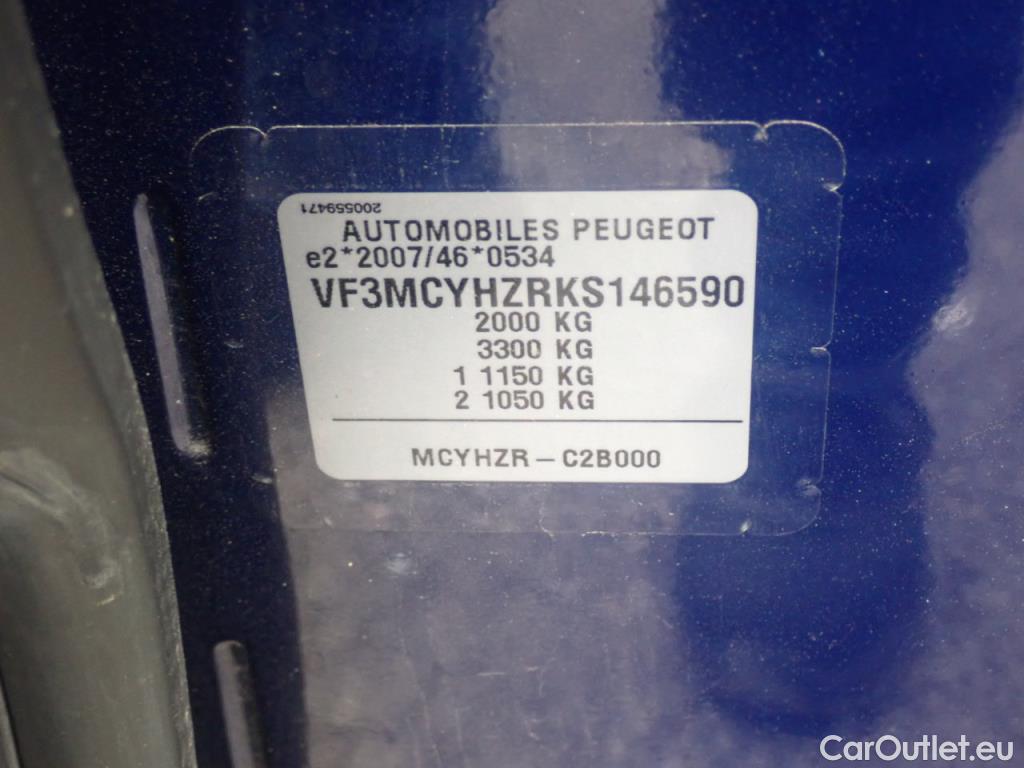 200559471
AUTOMOBILES PEUGEOT
e2*2007/46*0534
VF3MCYHZRKS146590
2000 KG
3300 KG
1 1150 KG
2 1050 KG
MCYHZR – C2B000
CarOutlet.eu